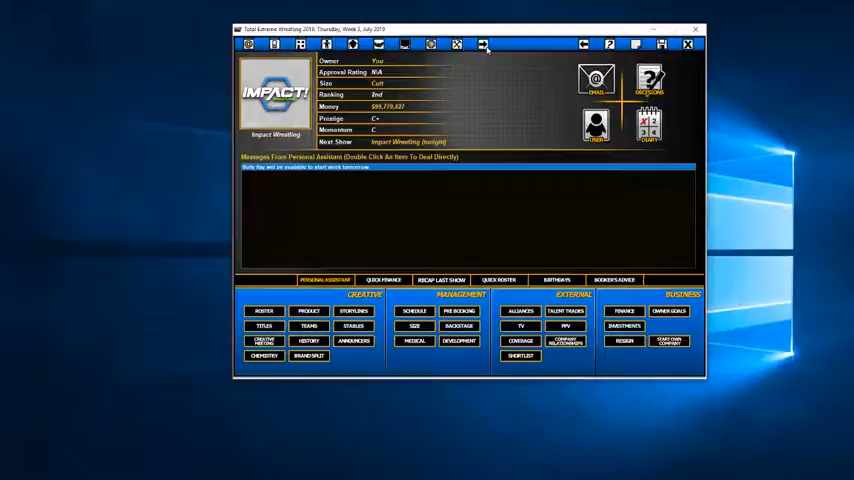 Total Extreme Wrestling 2019: Thursday, Week 3, July 2019
IMPACT!
Impact Wrestling
Owner You
Approval Rating N\A
Size Cult
Ranking 2nd
Money $99,779,827
Prestige C+
Momentum C
Next Show Impact Wrestling (tonight)
EMAIL
DECISIONS
USER
DIARY
Messages From Personal Assistant (Double Click An Item To Deal Directly)
Bully Ray will be available to start work tomorrow.
PERSONAL ASSISTANT QUICK FINANCE RECAP LAST SHOW QUICK ROSTER BIRTHDAYS BOOKER'S ADVICE
CREATIVE MANAGEMENT EXTERNAL BUSINESS
ROSTER PRODUCT STORYLINES SCHEDULE PRE BOOKING ALLIANCES TALENT TRADES FINANCE OWNER GOALS
TITLES TEAMS STABLES SIZE BACKSTAGE TV PPV INVESTMENTS
CREATIVE MEETING HISTORY ANNOUNCERS MEDICAL DEVELOPMENT COVERAGE COMPANY RELATIONSHIPS RESIGN START OWN COMPANY
CHEMISTRY BRAND SPLIT SHORTLIST